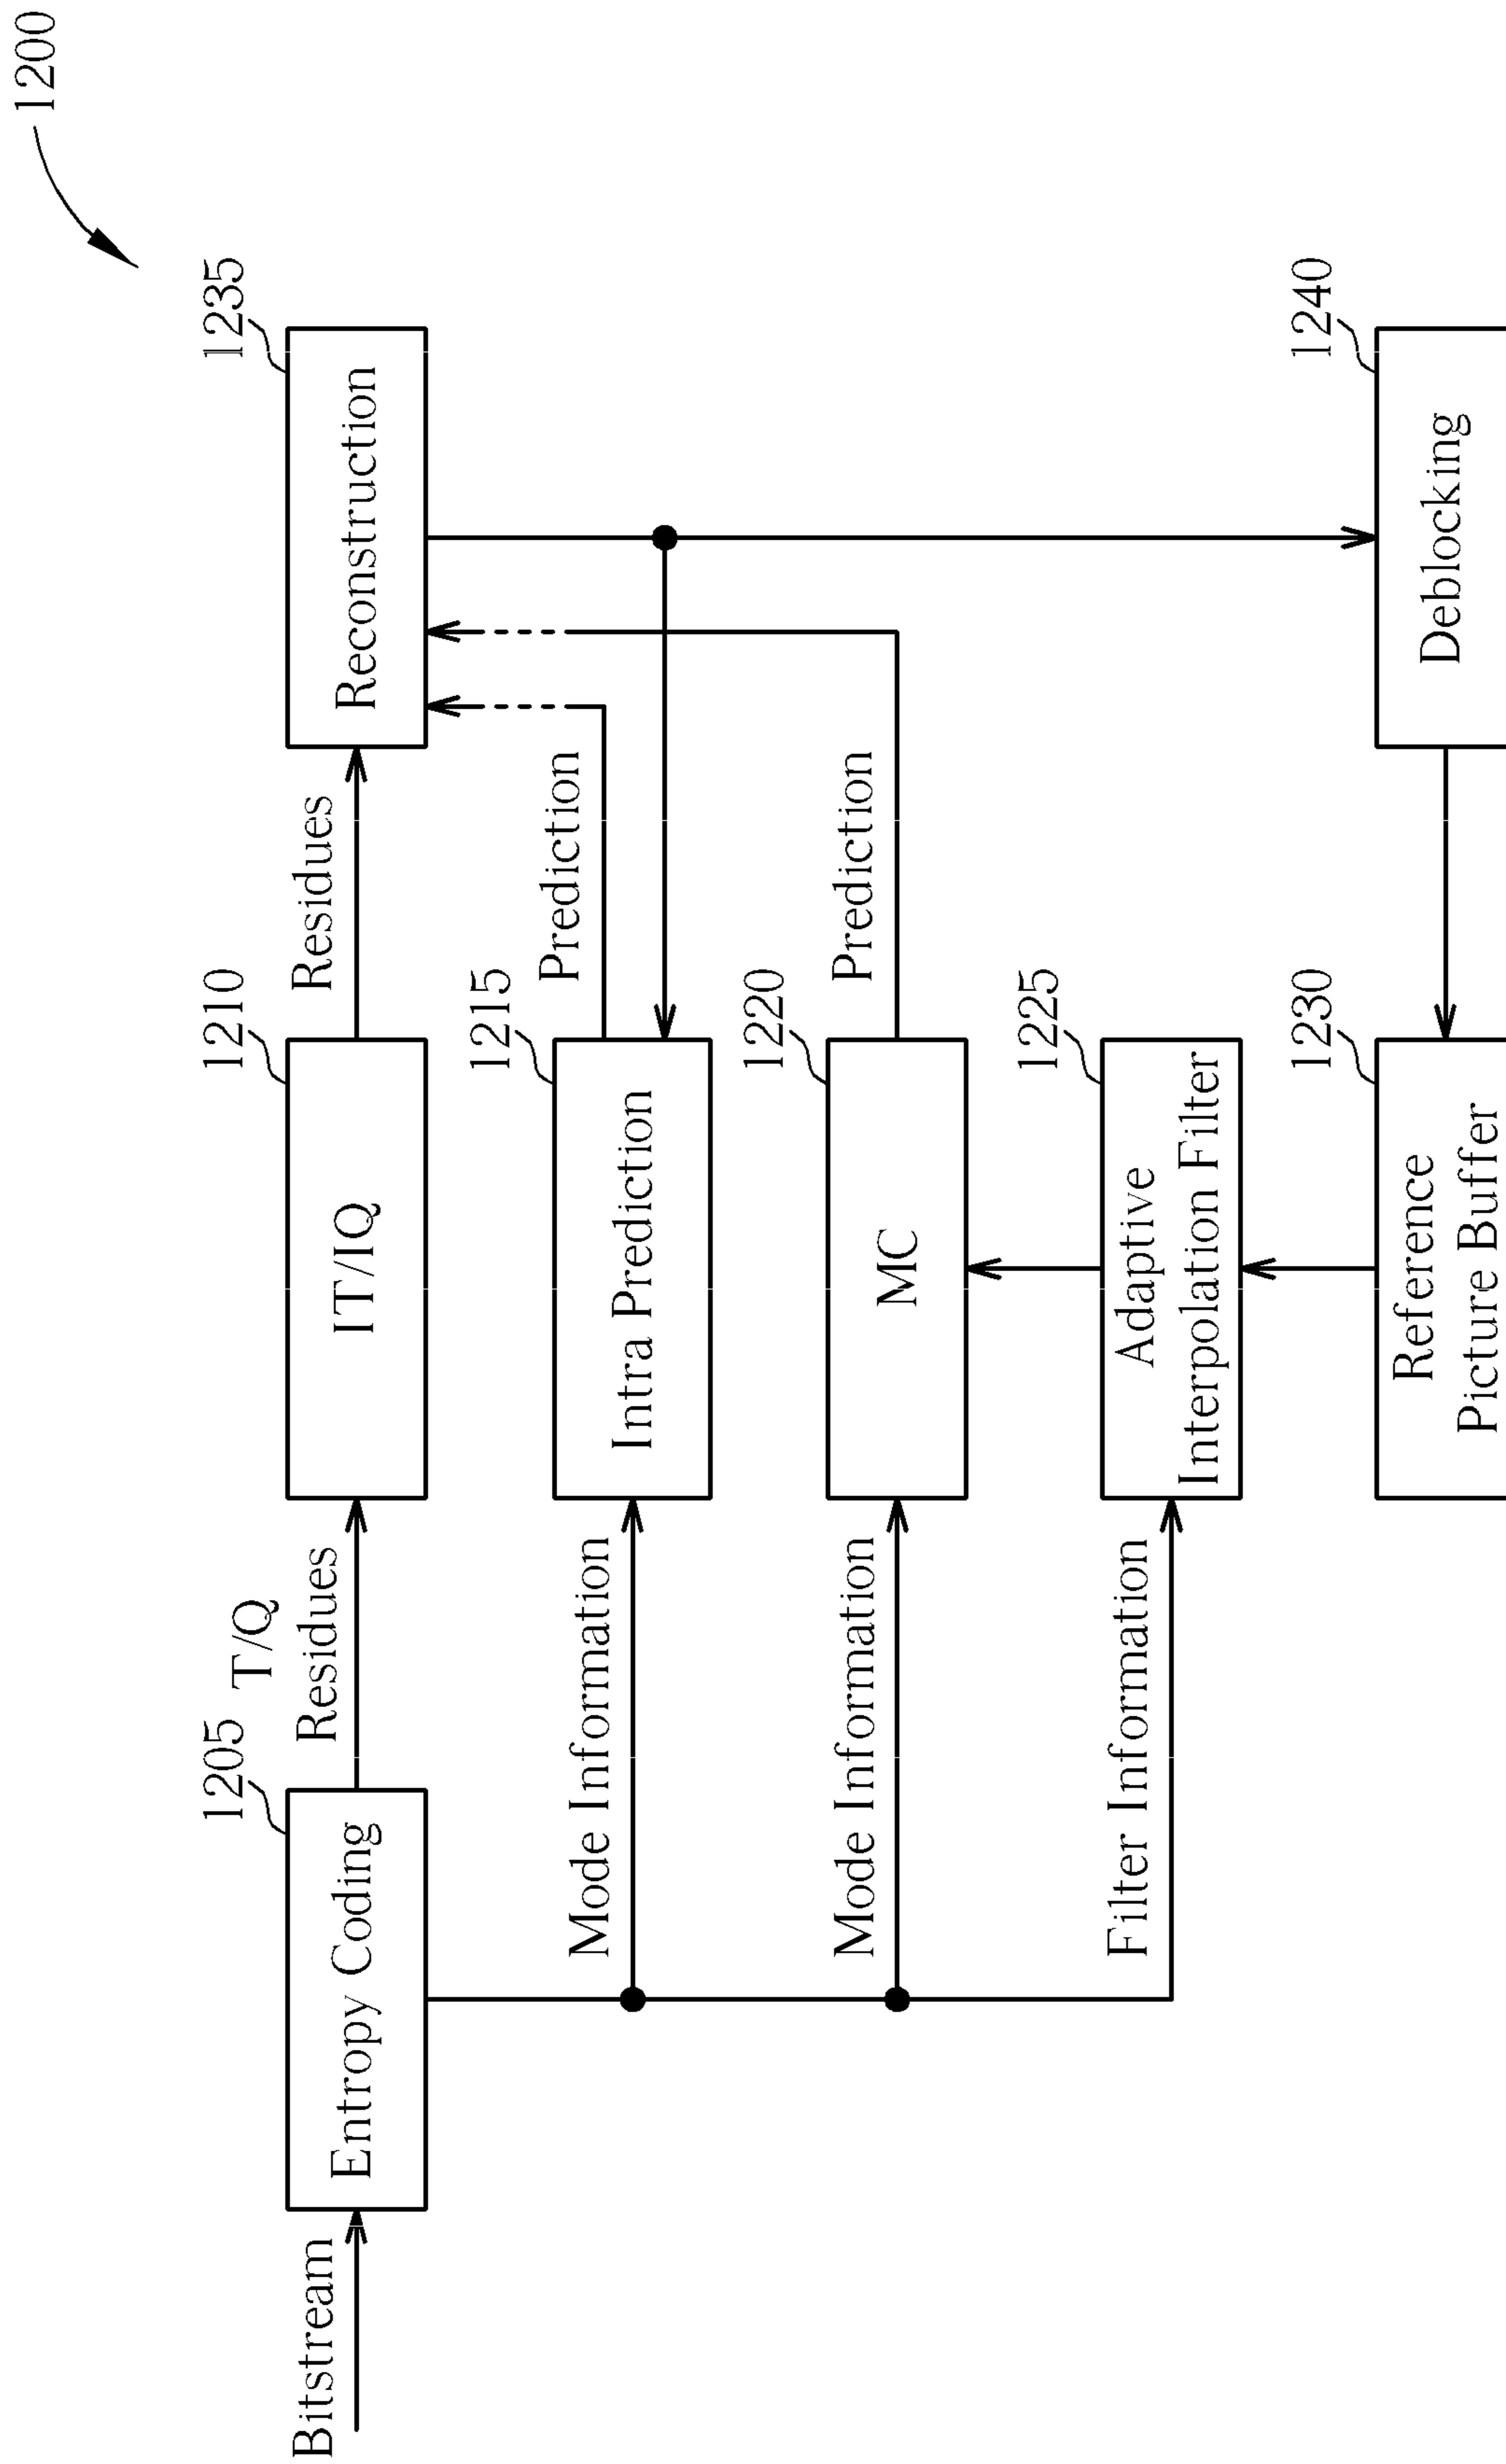 1200
Bitstream
1205
Entropy Coding
T/Q
Residues
1210
IT/IQ
Residues
1235
Reconstruction
Mode Information
1215
Intra Prediction
Prediction
Mode Information
1220
MC
Prediction
Filter Information
1225
Adaptive
Interpolation Filter
1230
Reference
Picture Buffer
1240
Deblocking